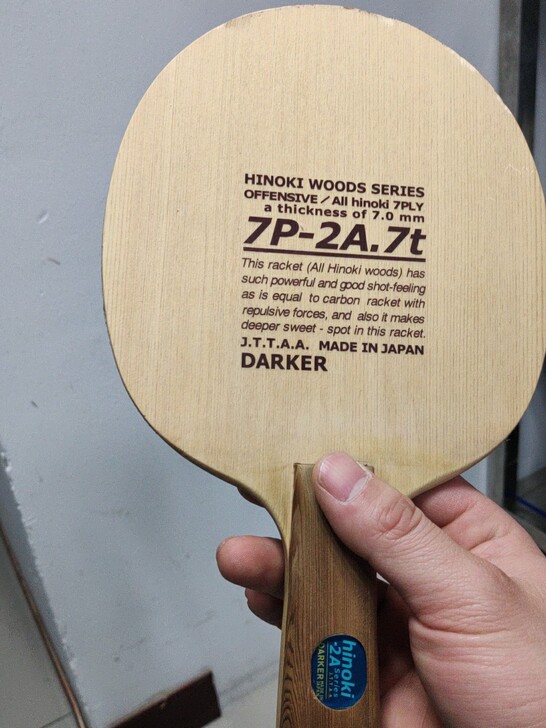 HINOKI WOODS SERIES
OFFENSIVE / All hinoki 7PLY
a thickness of 7.0 mm
7P-2A.7t
This racket (All Hinoki woods) has
such powerful and good shot-feeling
as is equal to carbon racket with
repulsive forces, and also it makes
deeper sweet - spot in this racket.
J.T.T.A.A. MADE IN JAPAN
DARKER
hinoki
-2A Series
J.T.T.A.A
DARKER